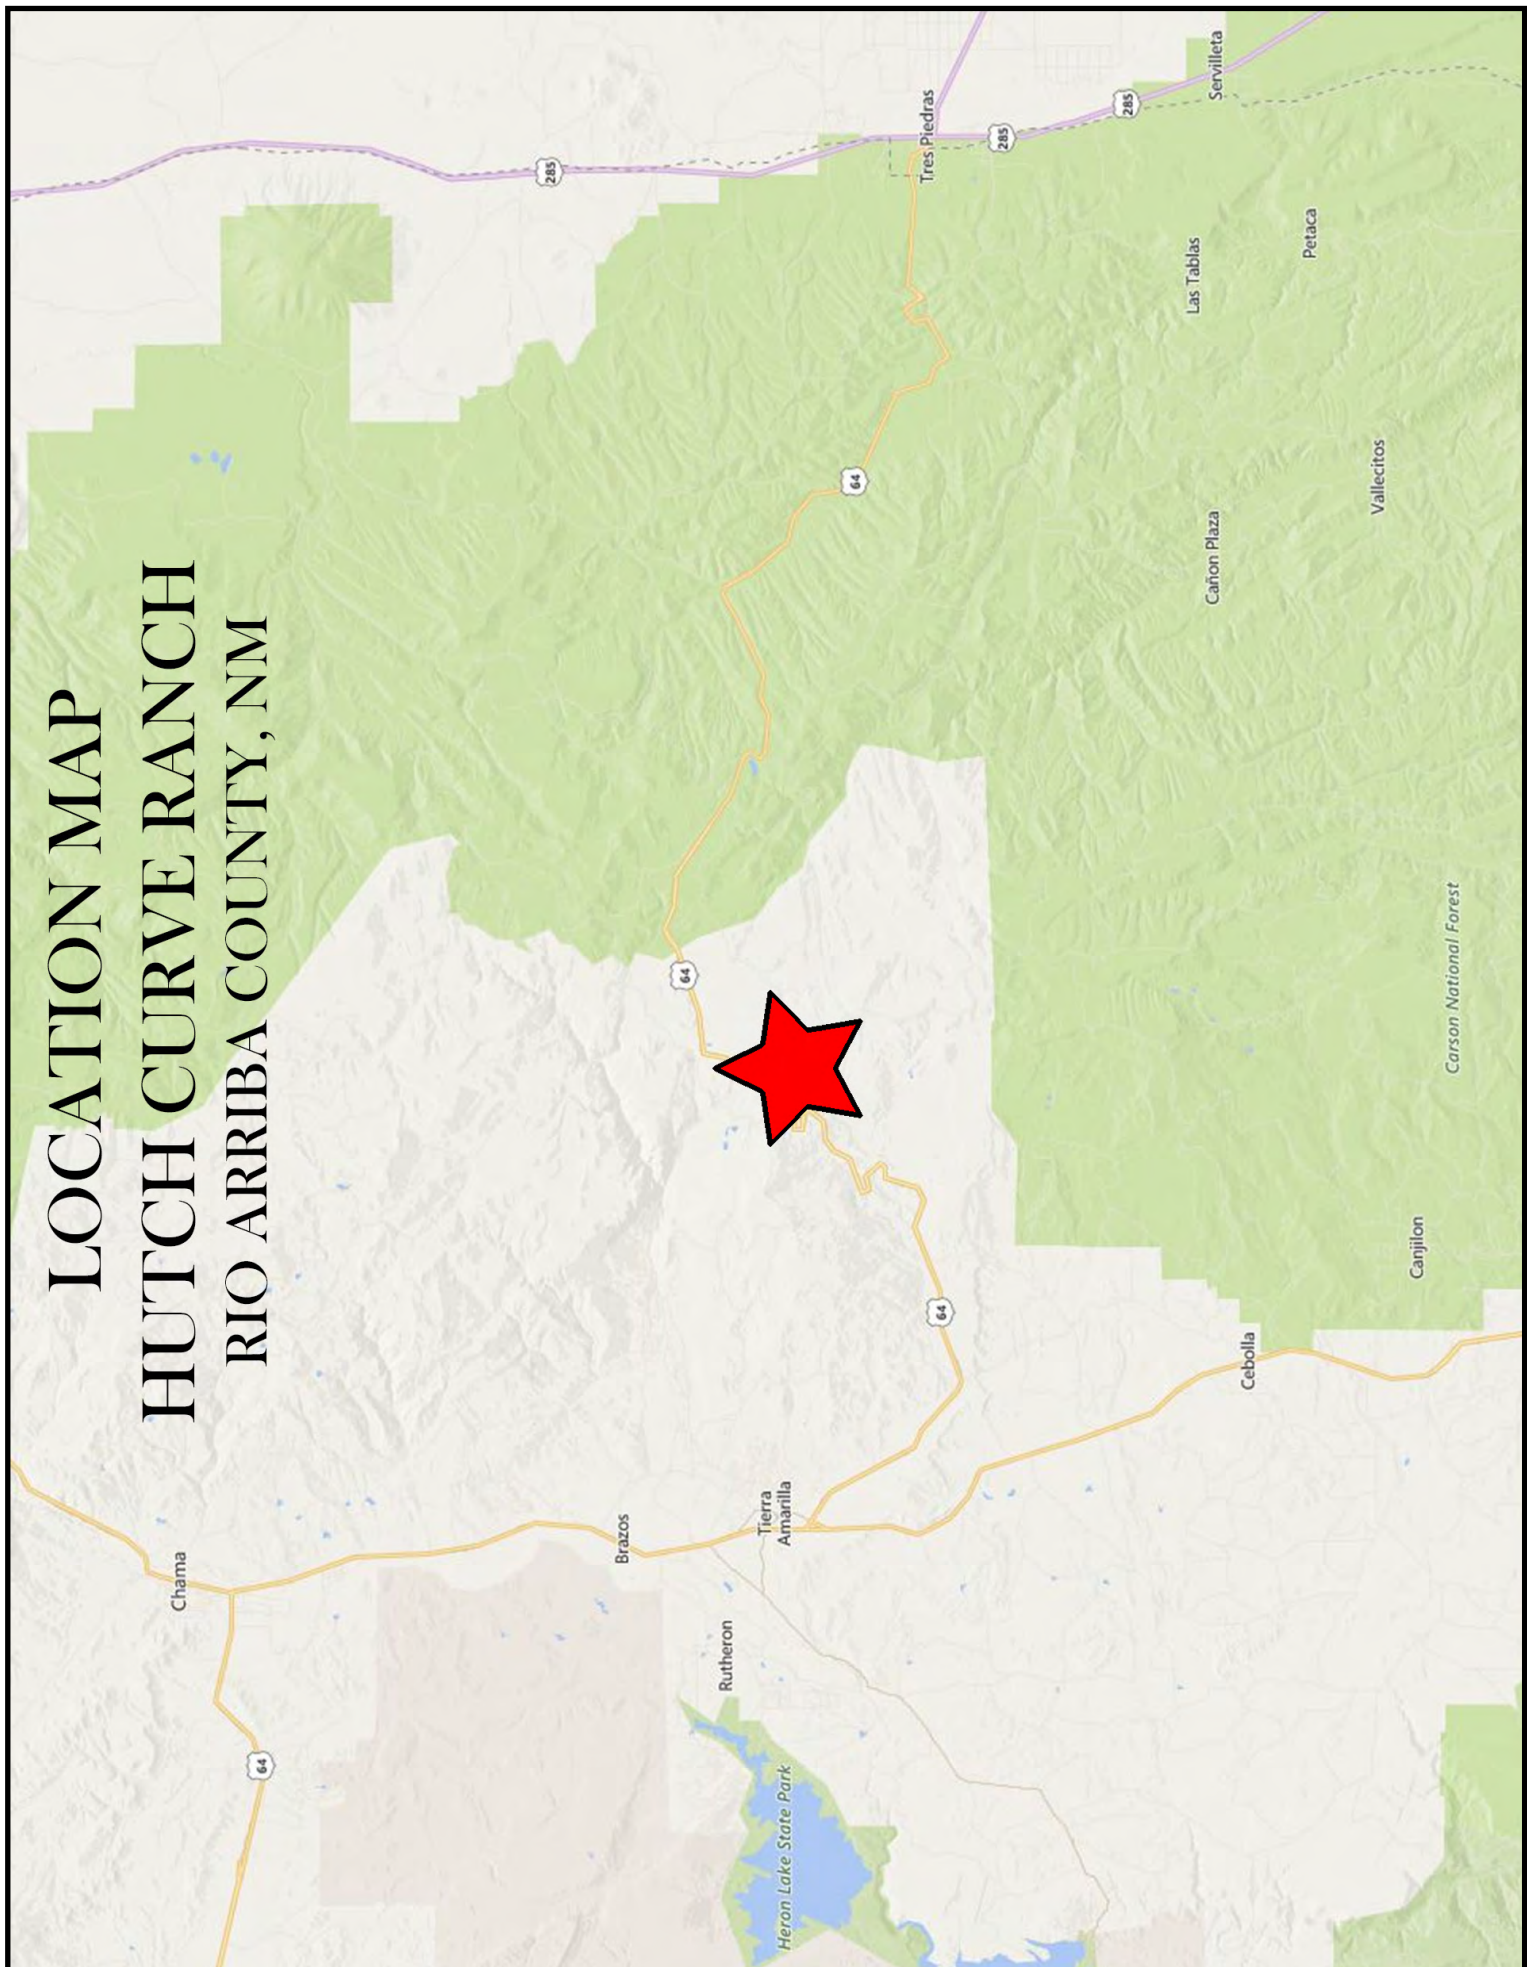 LOCATION MAP
HUTCH CURVE RANCH
RIO ARRIBA COUNTY, NM
Chama
64
285
Brazos
64
Rutheron
Tierra
Amarilla
Heron Lake State Park
64
Tres Piedras
64
285
285
Las Tablas
Cañon Plaza
Servilleta
Cebolla
Petaca
Vallecitos
Canjilon
Carson National Forest